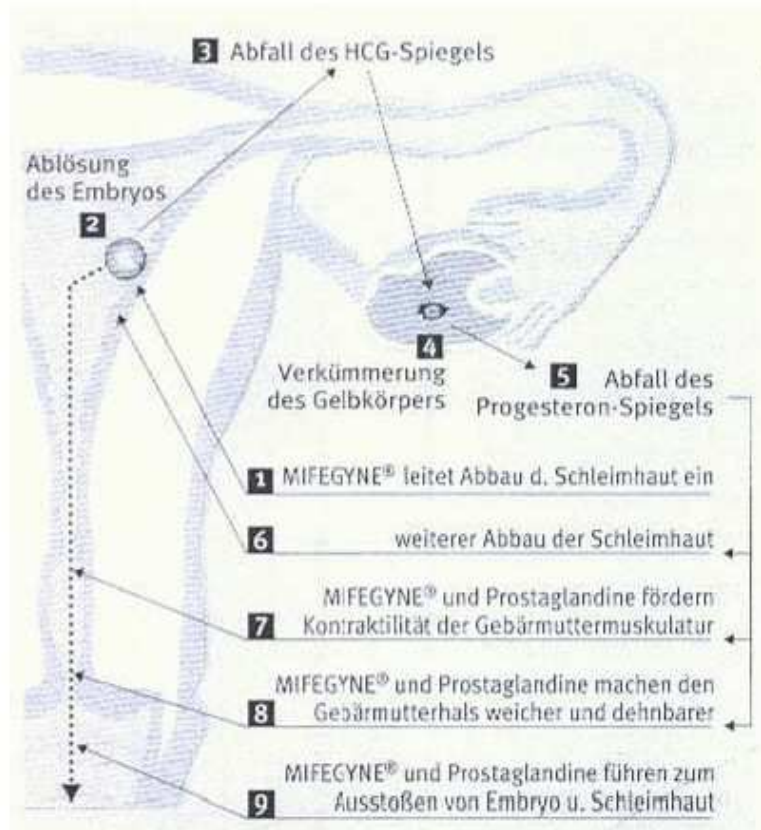 3 Abfall des HCG-Spiegels
Ablösung
des Embryos
2
4
Verkümmerung
des Gelbkörpers
5 Abfall des
Progesteron-Spiegels
1 MIFEGYNE® leitet Abbau d. Schleimhaut ein
6 weiterer Abbau der Schleimhaut
MIFEGYNE® und Prostaglandine fördern
7 Kontraktilität der Gebärmuttermuskulatur
MIFEGYNE® und Prostaglandine machen den
8 Gebärmutterhals weicher und dehnbarer
MIFEGYNE® und Prostaglandine führen zum
9 Ausstoßen von Embryo u. Schleimhaut